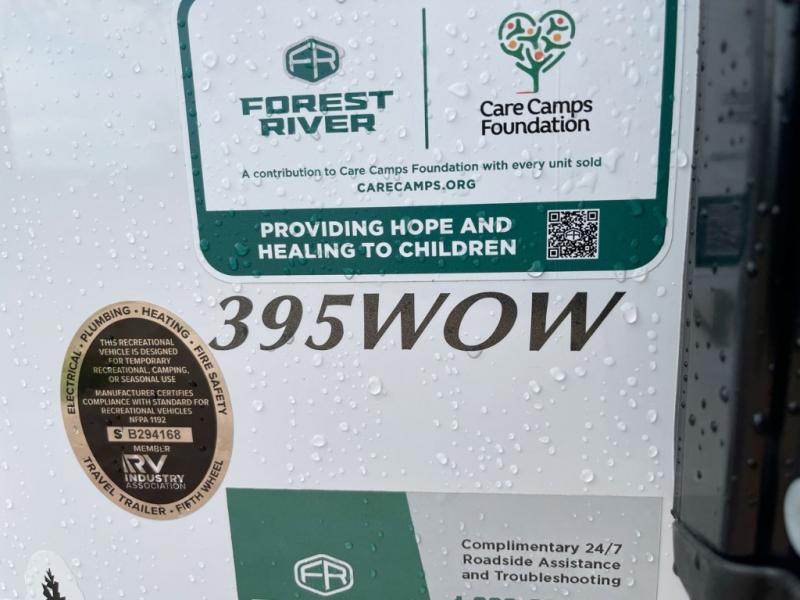 FR
FOREST
RIVER
Care Camps
Foundation
A contribution to Care Camps Foundation with every unit sold
CARECAMPS.ORG
PROVIDING HOPE AND
HEALING TO CHILDREN
FR
395WOW
ELECTRICAL • PLUMBING • HEATING • FIRE SAFETY
THIS RECREATIONAL
VEHICLE IS DESIGNED
FOR TEMPORARY
RECREATIONAL, CAMPING,
OR SEASONAL USE
MANUFACTURER CERTIFIES
COMPLIANCE WITH STANDARD FOR
RECREATIONAL VEHICLES
NFPA 1192
S B294168
MEMBER
RV
INDUSTRY
ASSOCIATION
TRAVEL TRAILER • FIFTH WHEEL
FR
Complimentary 24/7
Roadside Assistance
and Troubleshooting